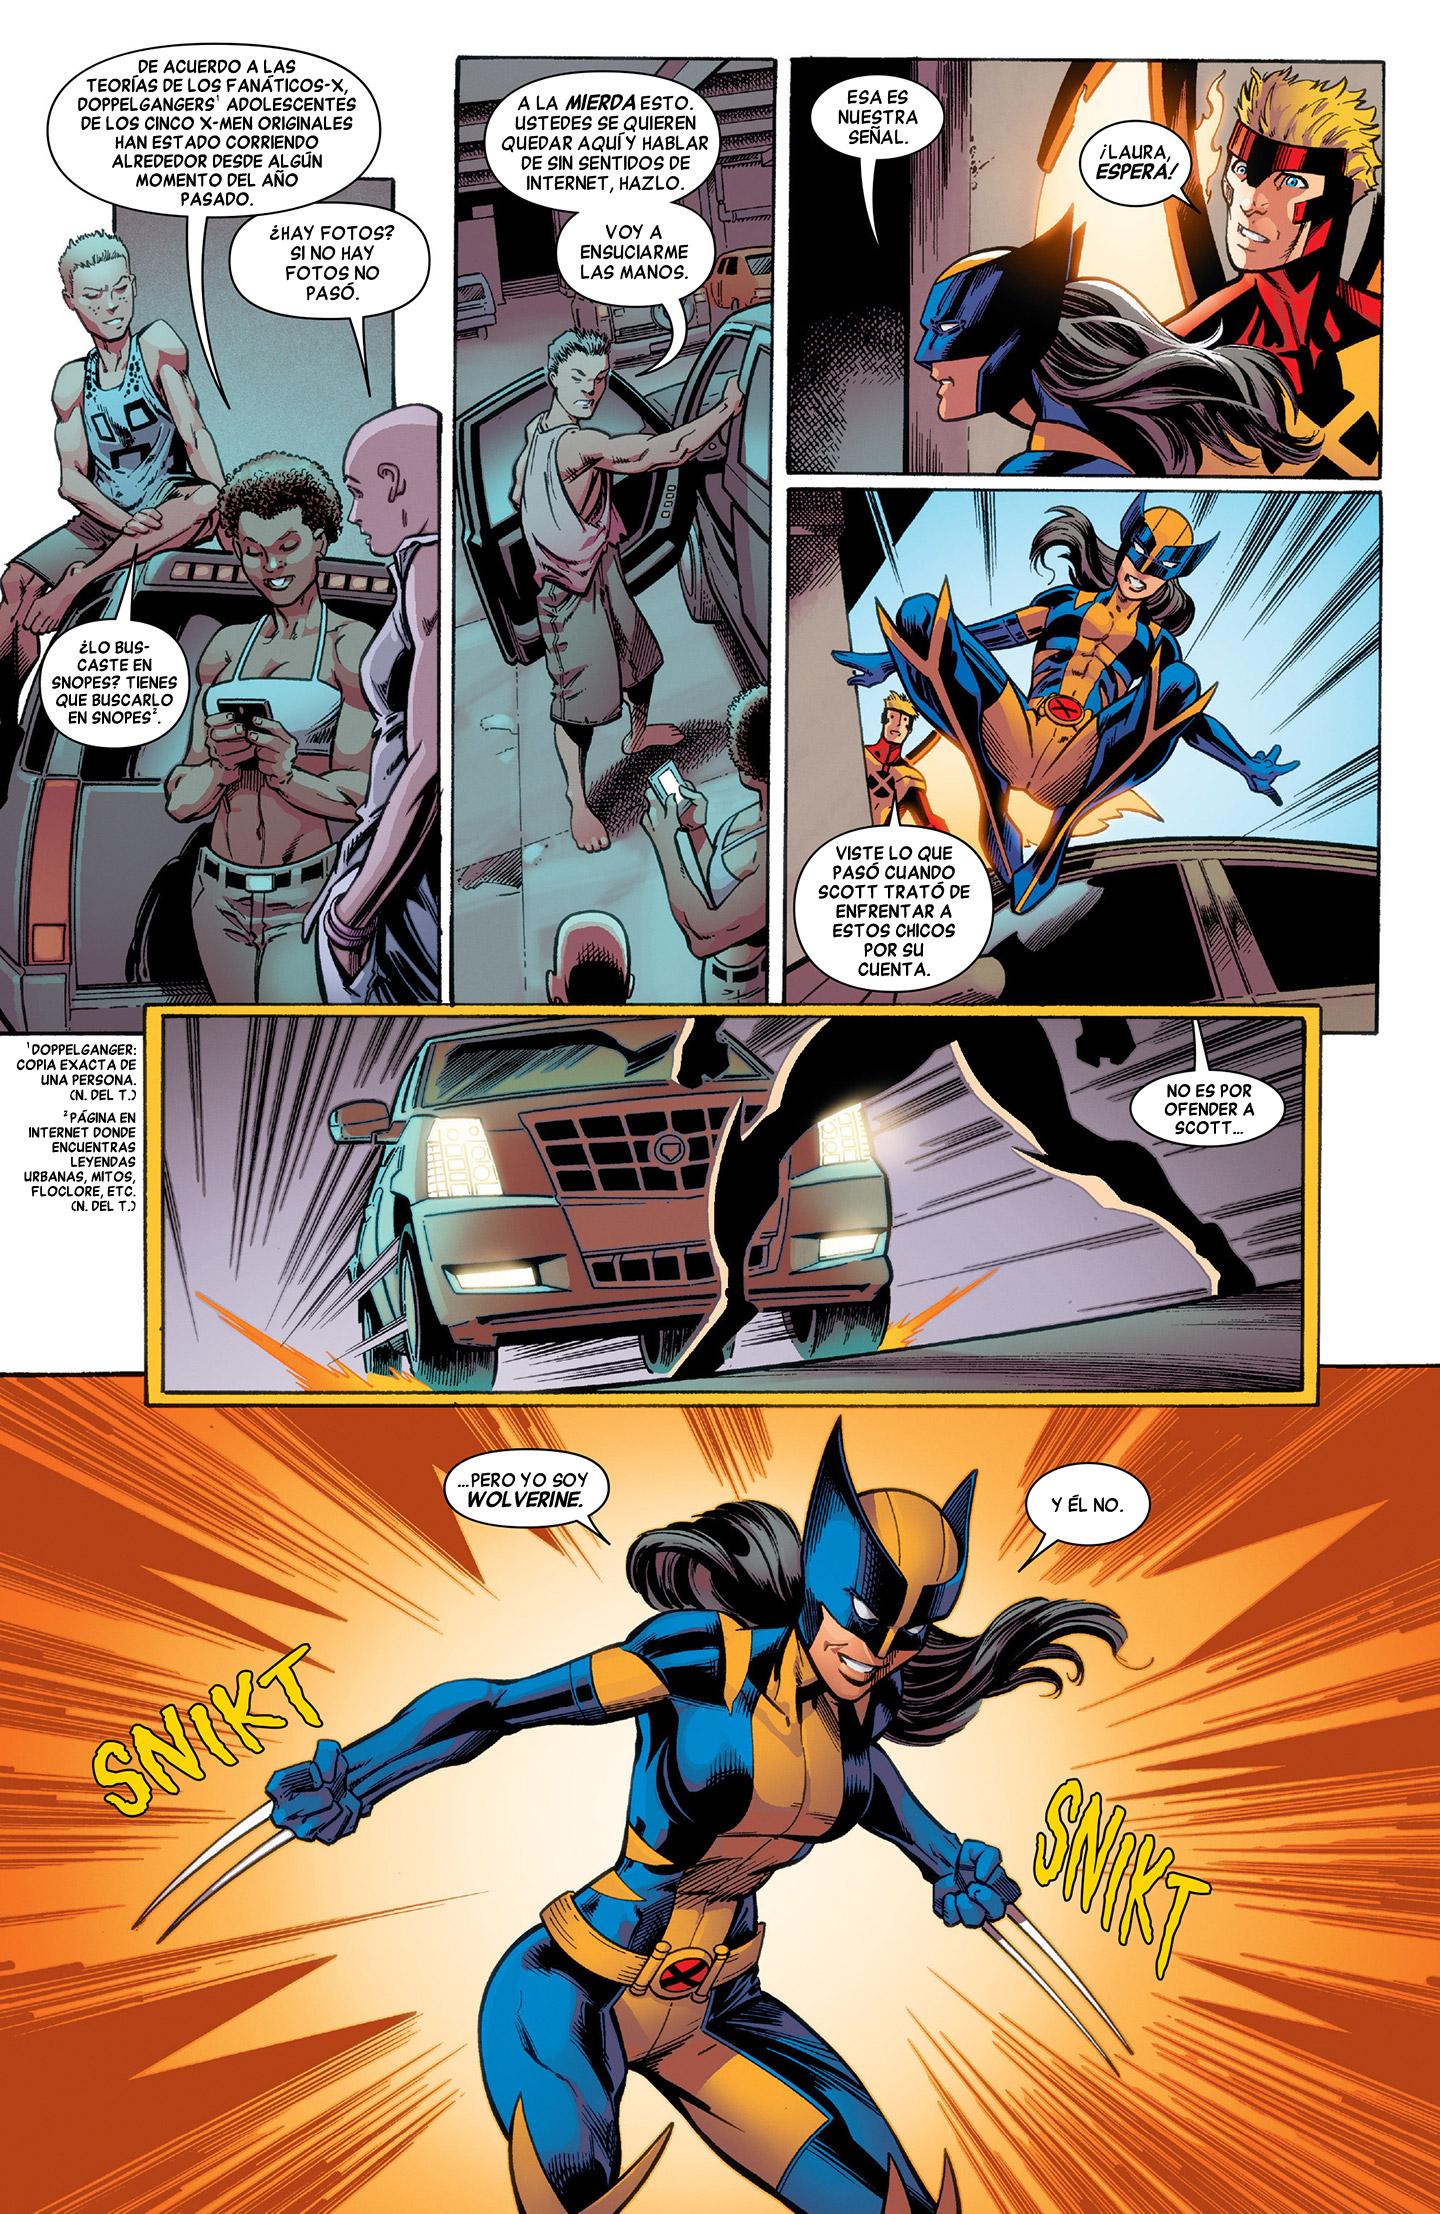 DE ACUERDO A LAS
TEORÍAS DE LOS FANÁTICOS-X,
DOPPELGANGERS¹ ADOLESCENTES
DE LOS CINCO X-MEN ORIGINALES
HAN ESTADO CORRIENDO
ALREDEDOR DESDE ALGÚN
MOMENTO DEL AÑO
PASADO.
¿HAY FOTOS?
SI NO HAY
FOTOS NO
PASÓ.
¿LO BUS-
CASTE EN
SNOPES? TIENES
QUE BUSCARLO
EN SNOPES².
A LA MIERDA ESTO.
USTEDES SE QUIEREN
QUEDAR AQUÍ Y HABLAR
DE SIN SENTIDOS DE
INTERNET, HAZLO.
VOY A
ENSUCIARME
LAS MANOS.
ESA ES
NUESTRA
SEÑAL.
¡LAURA,
ESPERA!
VISTE LO QUE
PASÓ CUANDO
SCOTT TRATÓ DE
ENFRENTAR A
ESTOS CHICOS
POR SU
CUENTA.
¹DOPPELGANGER:
COPIA EXACTA DE
UNA PERSONA.
(N. DEL T.)
²PÁGINA EN
INTERNET DONDE
ENCUENTRAS
LEYENDAS
URBANAS, MITOS,
FLOCLORE, ETC.
(N. DEL T.)
NO ES POR
OFENDER A
SCOTT...
...PERO YO SOY
WOLVERINE.
Y ÉL NO.
SNIKT
SNIKT